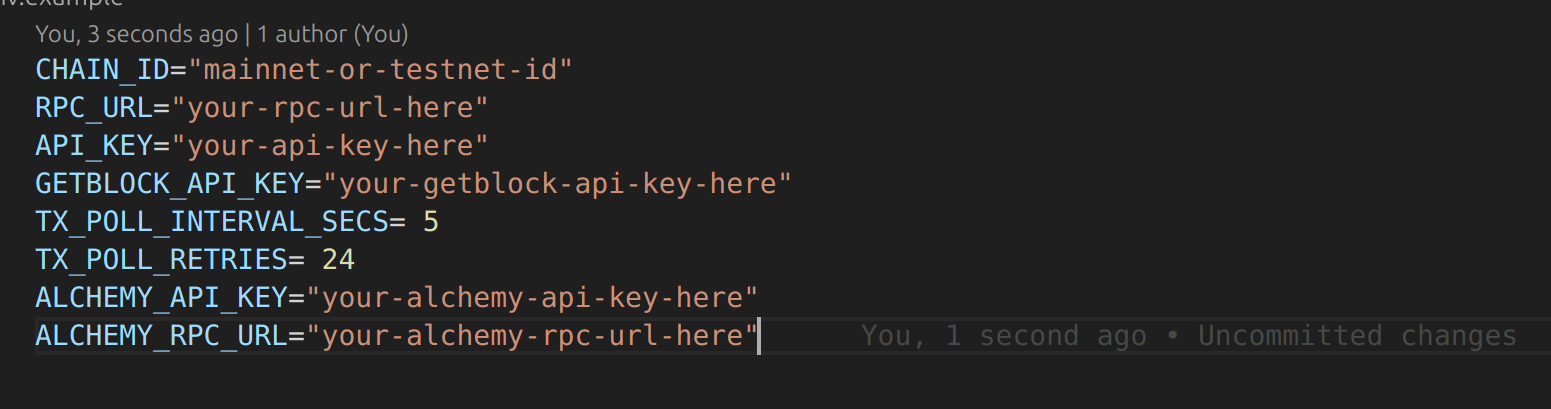 You, 3 seconds ago | 1 author (You)
CHAIN_ID="mainnet-or-testnet-id"
RPC_URL="your-rpc-url-here"
API_KEY="your-api-key-here"
GETBLOCK_API_KEY="your-getblock-api-key-here"
TX_POLL_INTERVAL_SECS= 5
TX_POLL_RETRIES= 24
ALCHEMY_API_KEY="your-alchemy-api-key-here"
ALCHEMY_RPC_URL="your-alchemy-rpc-url-here" You, 1 second ago • Uncommitted changes